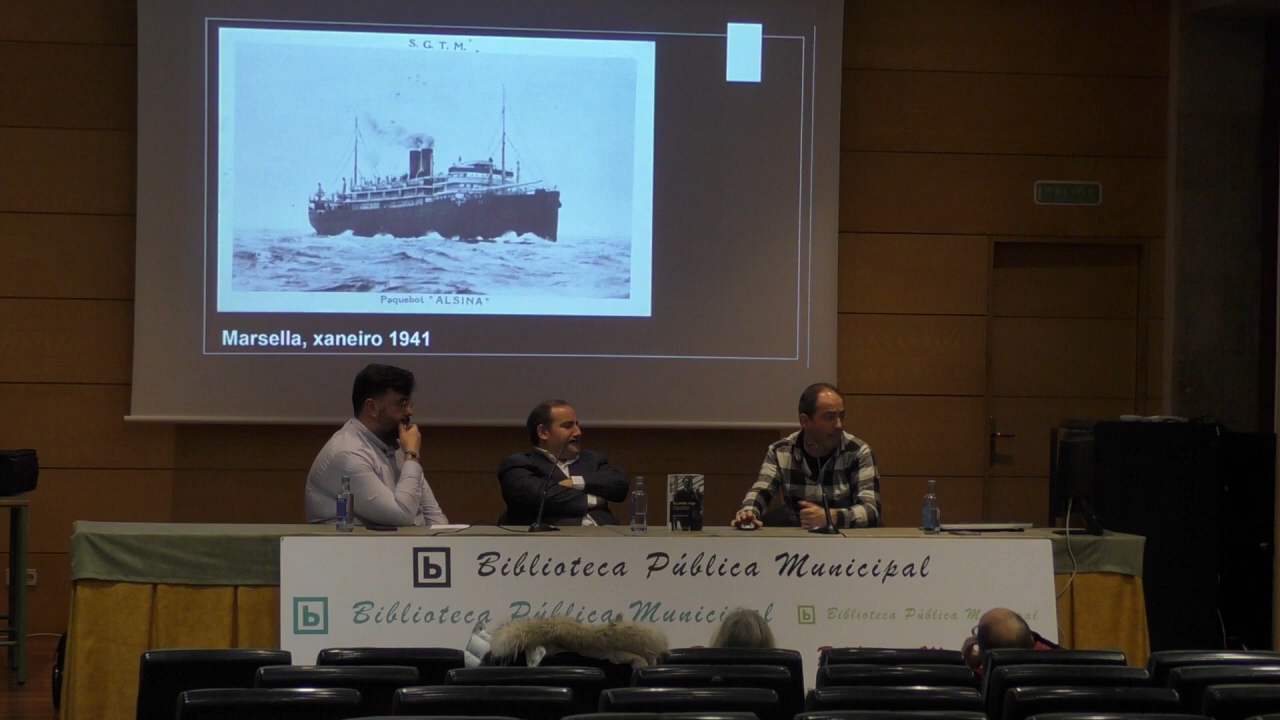 S. G. T. M.
Paquebot "ALSINA"
Marsella, xaneiro 1941
b Biblioteca Pública Municipal
b Biblioteca Pública Municipal
b Biblioteca Pública Municipal